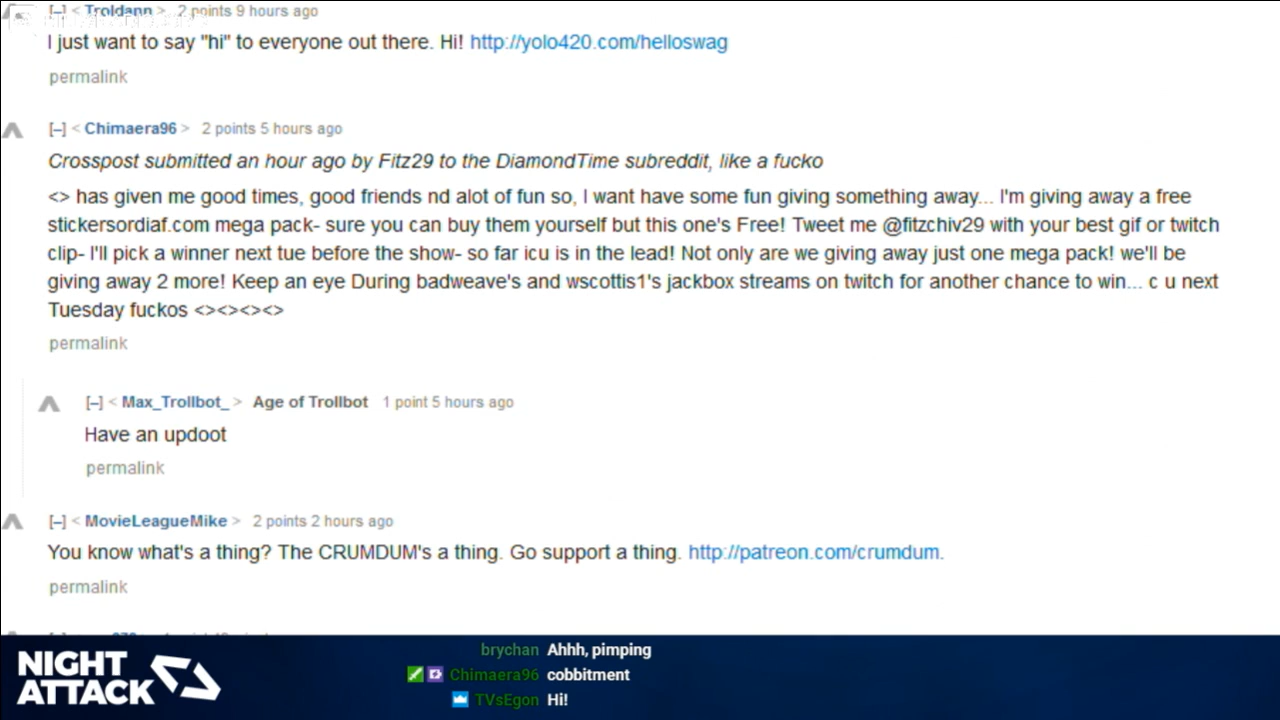 [–] < Troldann > 2 points 9 hours ago
I just want to say "hi" to everyone out there. Hi! http://yolo420.com/helloswag
permalink
[–] < Chimaera96 > 2 points 5 hours ago
Crosspost submitted an hour ago by Fitz29 to the DiamondTime subreddit, like a fucko
<> has given me good times, good friends nd alot of fun so, I want have some fun giving something away... I'm giving away a free
stickersordiaf.com mega pack- sure you can buy them yourself but this one's Free! Tweet me @fitzchiv29 with your best gif or twitch
clip- I'll pick a winner next tue before the show- so far icu is in the lead! Not only are we giving away just one mega pack! we'll be
giving away 2 more! Keep an eye During badweave's and wscottis1's jackbox streams on twitch for another chance to win... c u next
Tuesday fuckos <><><><>
permalink
[–] < Max_Trollbot_ > Age of Trollbot 1 point 5 hours ago
Have an updoot
permalink
[–] < MovieLeagueMike > 2 points 2 hours ago
You know what's a thing? The CRUMDUM's a thing. Go support a thing. http://patreon.com/crumdum.
permalink
NIGHT
ATTACK
brychan Ahhh, pimping
Chimaera96 cobbitment
TVsEgon Hi!